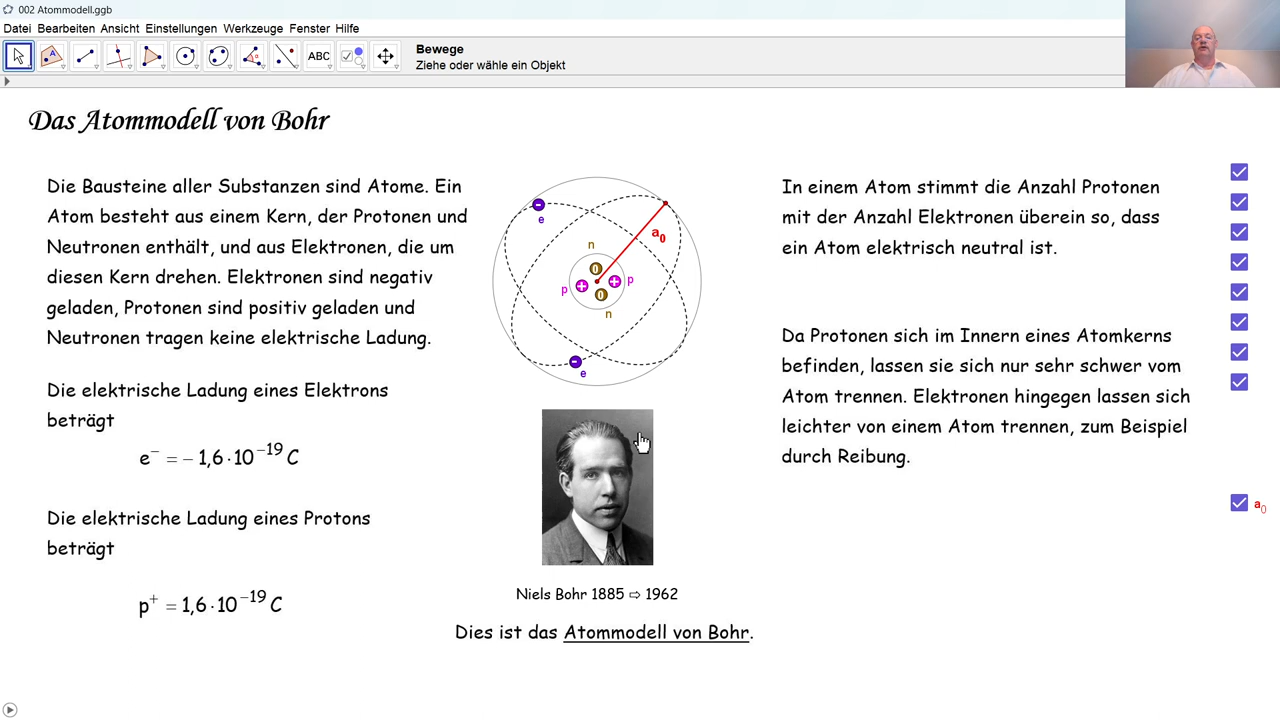 002 Atommodell.ggb
Datei Bearbeiten Ansicht Einstellungen Werkzeuge Fenster Hilfe
ABC
Bewege
Ziehe oder wähle ein Objekt
Das Atommodell von Bohr
Die Bausteine aller Substanzen sind Atome. Ein
Atom besteht aus einem Kern, der Protonen und
Neutronen enthält, und aus Elektronen, die um
diesen Kern drehen. Elektronen sind negativ
geladen, Protonen sind positiv geladen und
Neutronen tragen keine elektrische Ladung.
Die elektrische Ladung eines Elektrons
beträgt
e⁻ = − 1,6·10⁻¹⁹ C
Die elektrische Ladung eines Protons
beträgt
p⁺ = 1,6·10⁻¹⁹ C
e
a₀
n
0
p + + p
0
n
e
Niels Bohr 1885 ⇨ 1962
Dies ist das Atommodell von Bohr.
In einem Atom stimmt die Anzahl Protonen
mit der Anzahl Elektronen überein so, dass
ein Atom elektrisch neutral ist.
Da Protonen sich im Innern eines Atomkerns
befinden, lassen sie sich nur sehr schwer vom
Atom trennen. Elektronen hingegen lassen sich
leichter von einem Atom trennen, zum Beispiel
durch Reibung.
a₀